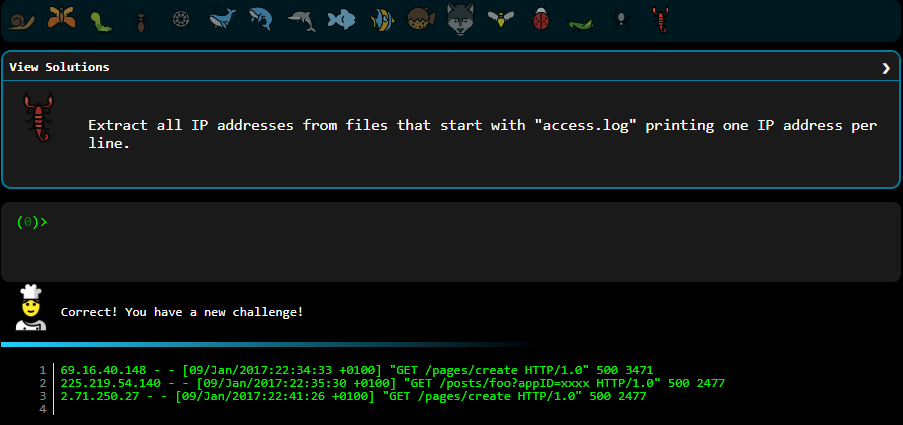 View Solutions ❯
Extract all IP addresses from files that start with "access.log" printing one IP address per
line.
(0)>
Correct! You have a new challenge!
1 69.16.40.148 - - [09/Jan/2017:22:34:33 +0100] "GET /pages/create HTTP/1.0" 500 3471
2 225.219.54.140 - - [09/Jan/2017:22:35:30 +0100] "GET /posts/foo?appID=xxxx HTTP/1.0" 500 2477
3 2.71.250.27 - - [09/Jan/2017:22:41:26 +0100] "GET /pages/create HTTP/1.0" 500 2477
4